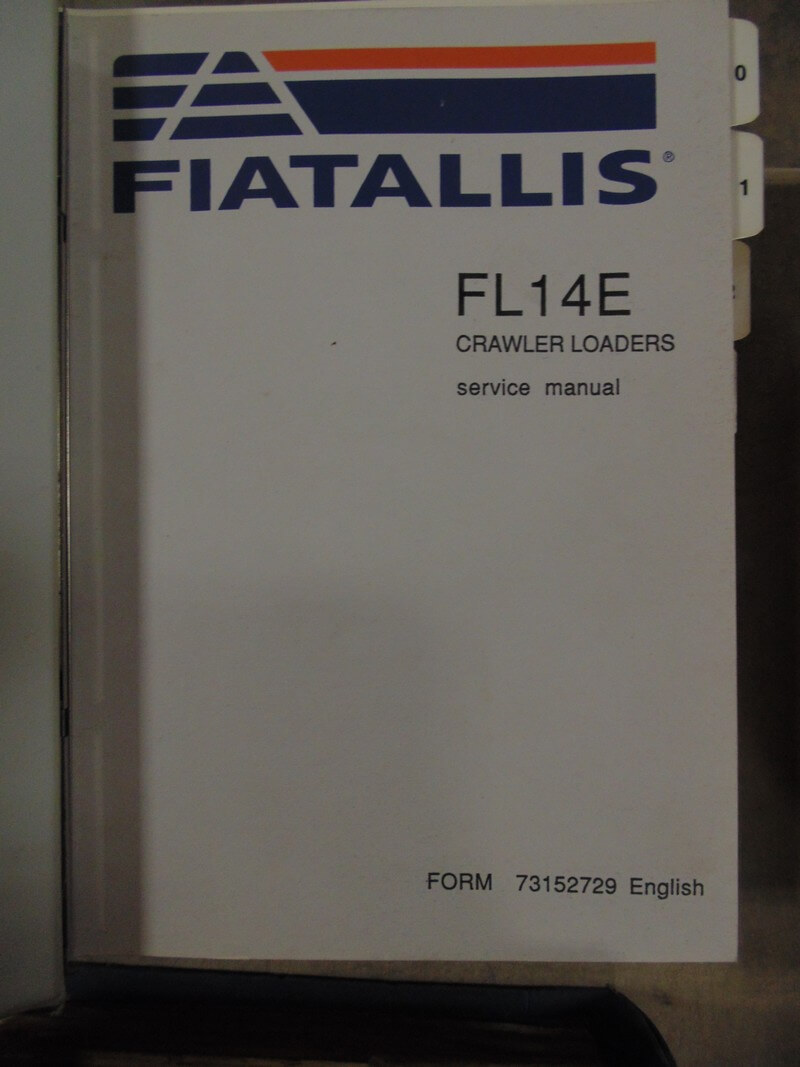 FIATALLIS®
FL14E
CRAWLER LOADERS
service manual
FORM 73152729 English
0
1